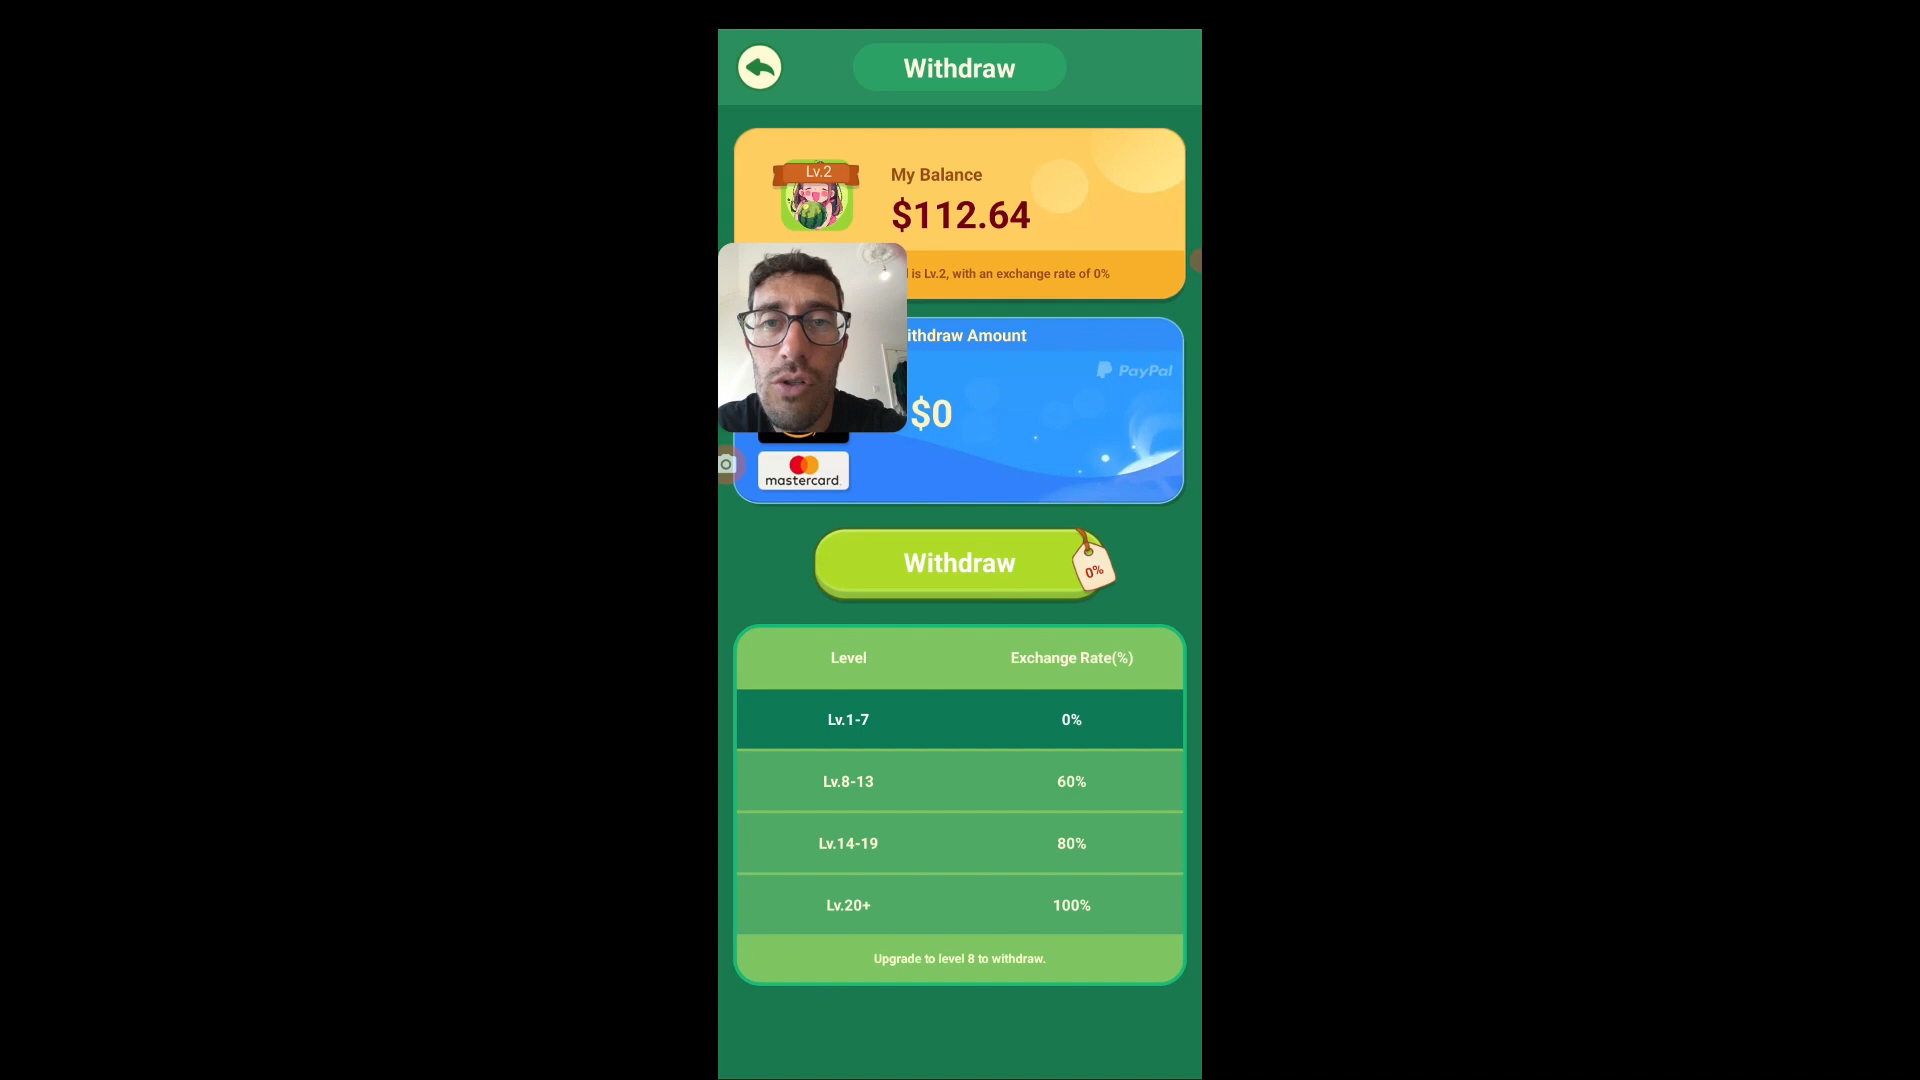 Withdraw
Lv.2
My Balance
$112.64
is Lv.2, with an exchange rate of 0%
ithdraw Amount
PayPal
$0
mastercard.
Withdraw
0%
Level Exchange Rate(%)
Lv.1-7 0%
Lv.8-13 60%
Lv.14-19 80%
Lv.20+ 100%
Upgrade to level 8 to withdraw.